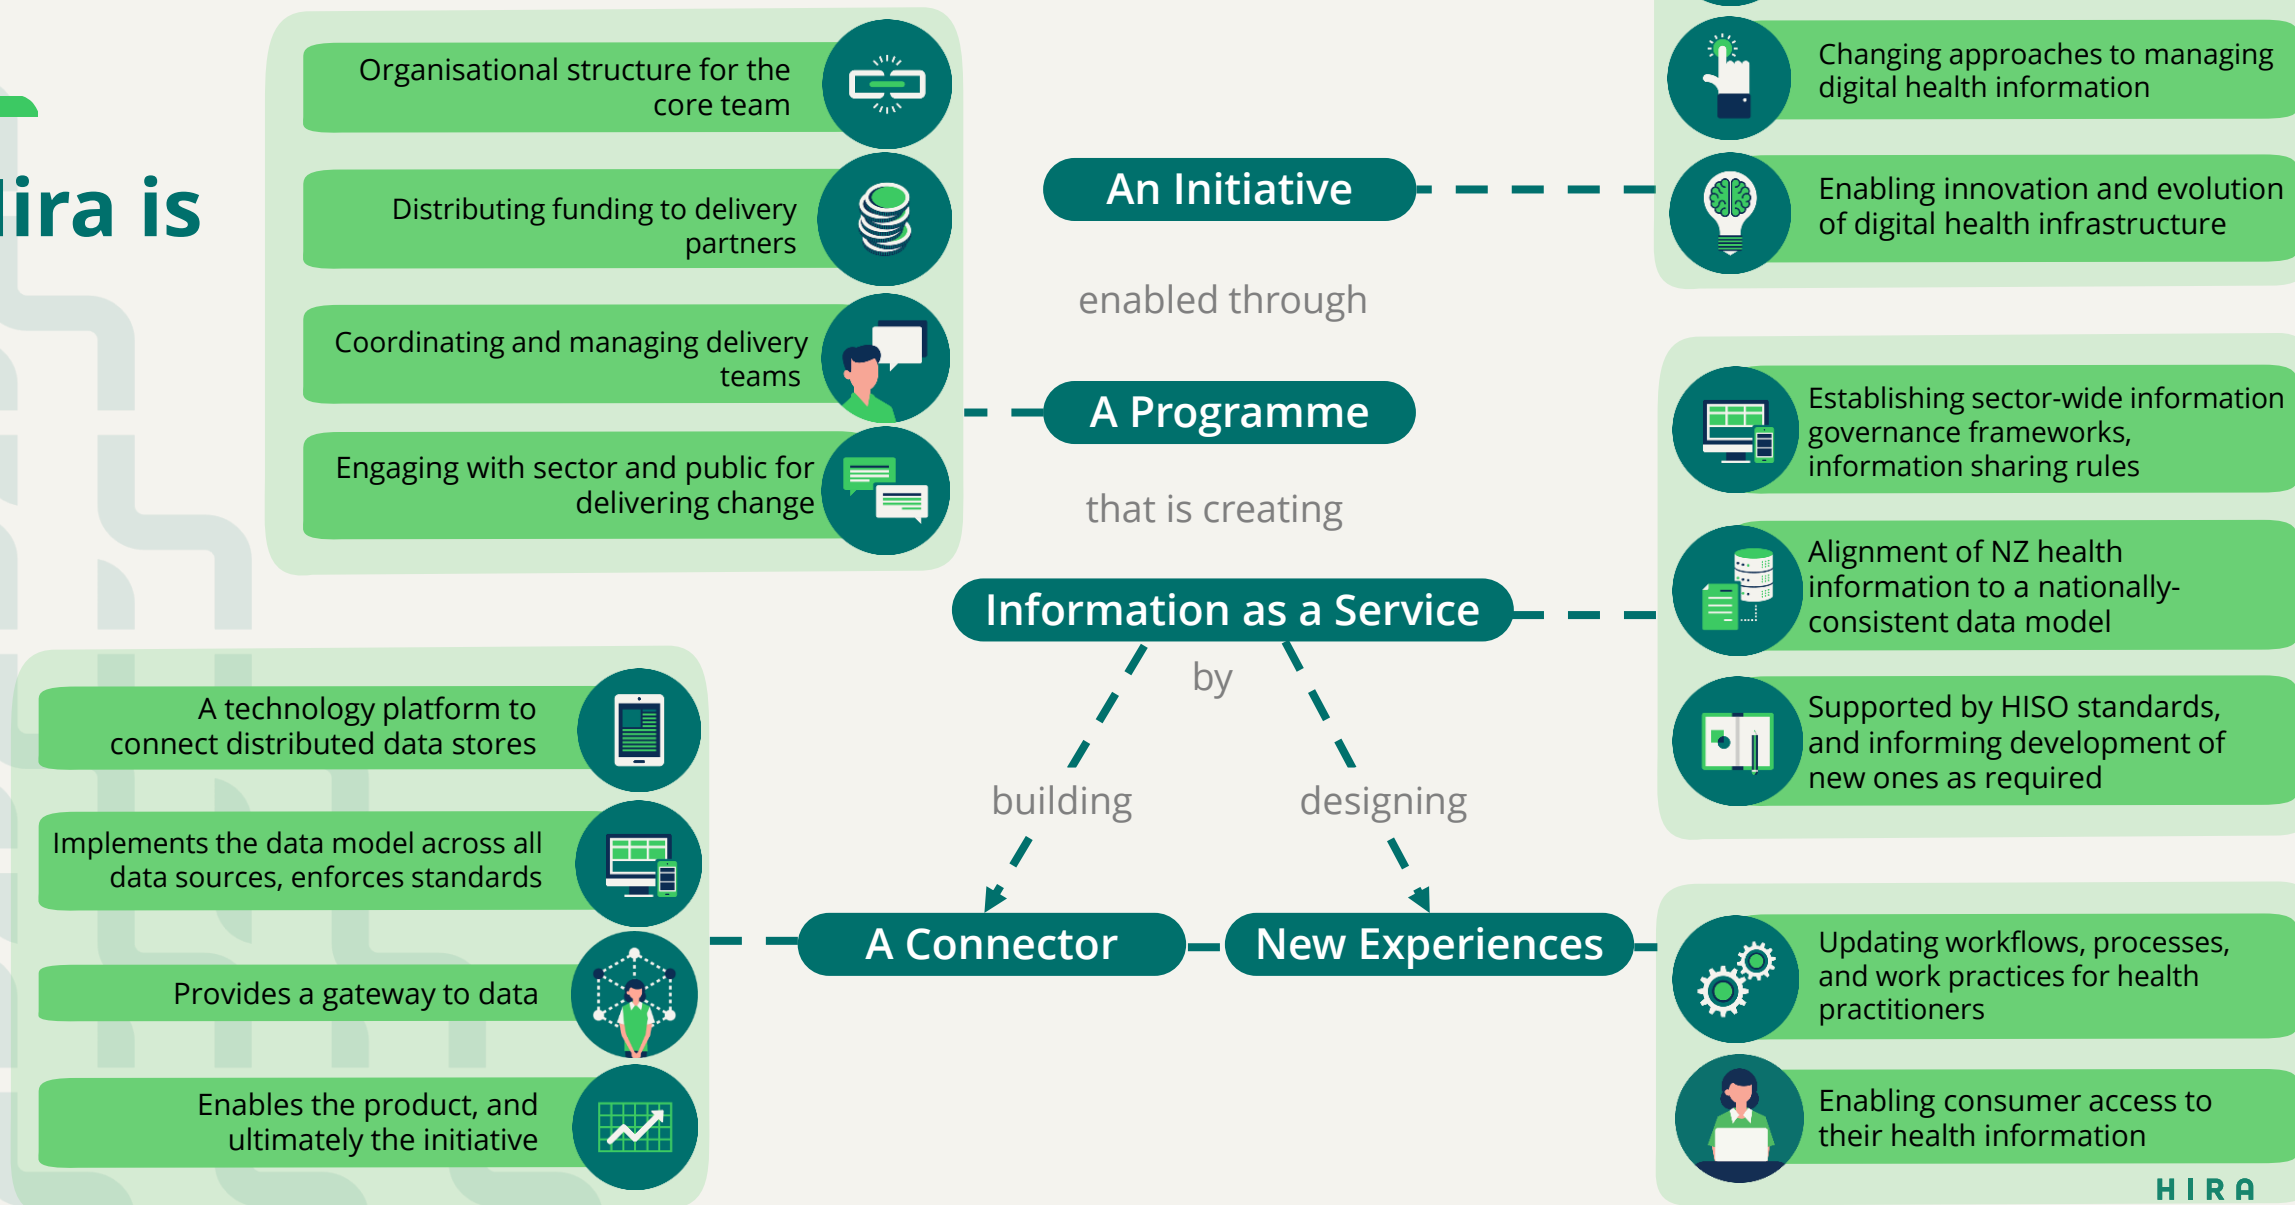 ira is
Organisational structure for the
core team
Distributing funding to delivery
partners
Coordinating and managing delivery
teams
Engaging with sector and public for
delivering change
An Initiative
enabled through
A Programme
that is creating
Information as a Service
by
building
designing
A Connector
New Experiences
Changing approaches to managing
digital health information
Enabling innovation and evolution
of digital health infrastructure
Establishing sector-wide information
governance frameworks,
information sharing rules
Alignment of NZ health
information to a nationally-
consistent data model
Supported by HISO standards,
and informing development of
new ones as required
A technology platform to
connect distributed data stores
Implements the data model across all
data sources, enforces standards
Provides a gateway to data
Enables the product, and
ultimately the initiative
Updating workflows, processes,
and work practices for health
practitioners
Enabling consumer access to
their health information
HIRA